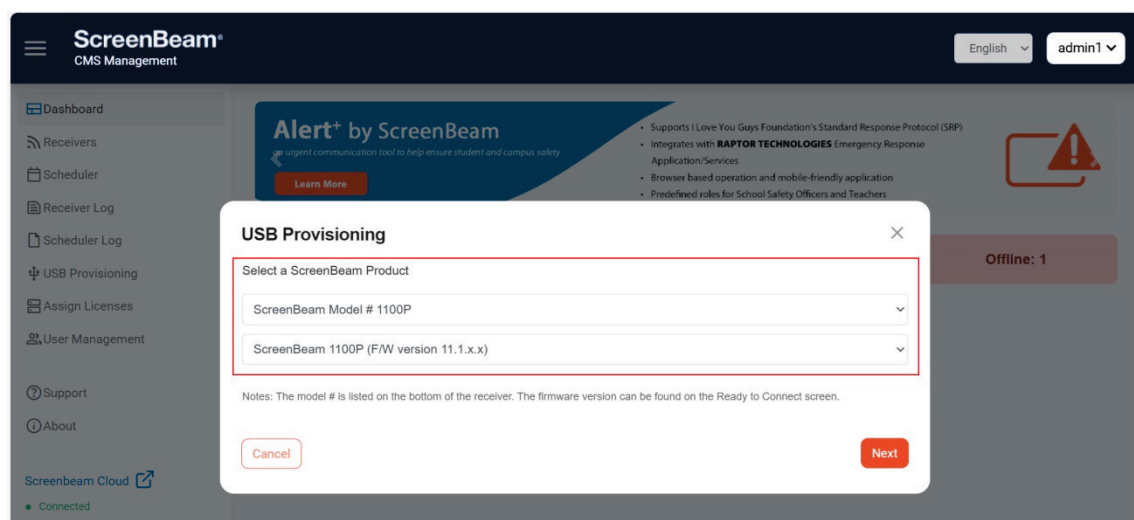 ScreenBeam®
CMS Management
English
admin1
Dashboard
Receivers
Scheduler
Receiver Log
Scheduler Log
USB Provisioning
Assign Licenses
User Management
Support
About
Screenbeam Cloud
Connected
Alert+ by ScreenBeam
an urgent communication tool to help ensure student and campus safety
Learn More
• Supports I Love You Guys Foundation's Standard Response Protocol (SRP)
• Integrates with RAPTOR TECHNOLOGIES Emergency Response
Application/Services
• Browser based operation and mobile-friendly application
• Predefined roles for School Safety Officers and Teachers
Offline: 1
USB Provisioning
Select a ScreenBeam Product
ScreenBeam Model # 1100P
ScreenBeam 1100P (F/W version 11.1.x.x)
Notes: The model # is listed on the bottom of the receiver. The firmware version can be found on the Ready to Connect screen.
Cancel
Next